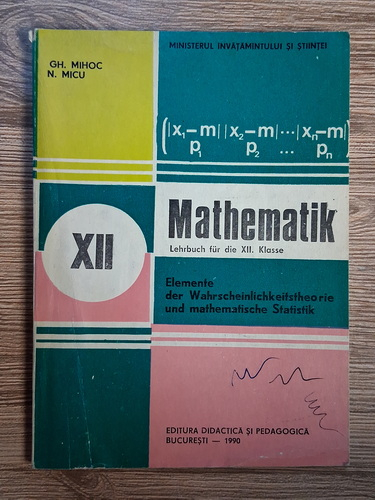 GH. MIHOC
N. MICU
MINISTERUL INVĂȚAMINTULUI ȘI ȘTIINȚEI
(|x₁−m| |x₂−m| ... |xₙ−m|
p₁ p₂ ... pₙ
XII
Mathematik
Lehrbuch für die XII. Klasse
Elemente
der Wahrscheinlichkeitstheorie
und mathematische Statistik
EDITURA DIDACTICĂ ȘI PEDAGOGICĂ
BUCUREȘTI — 1990